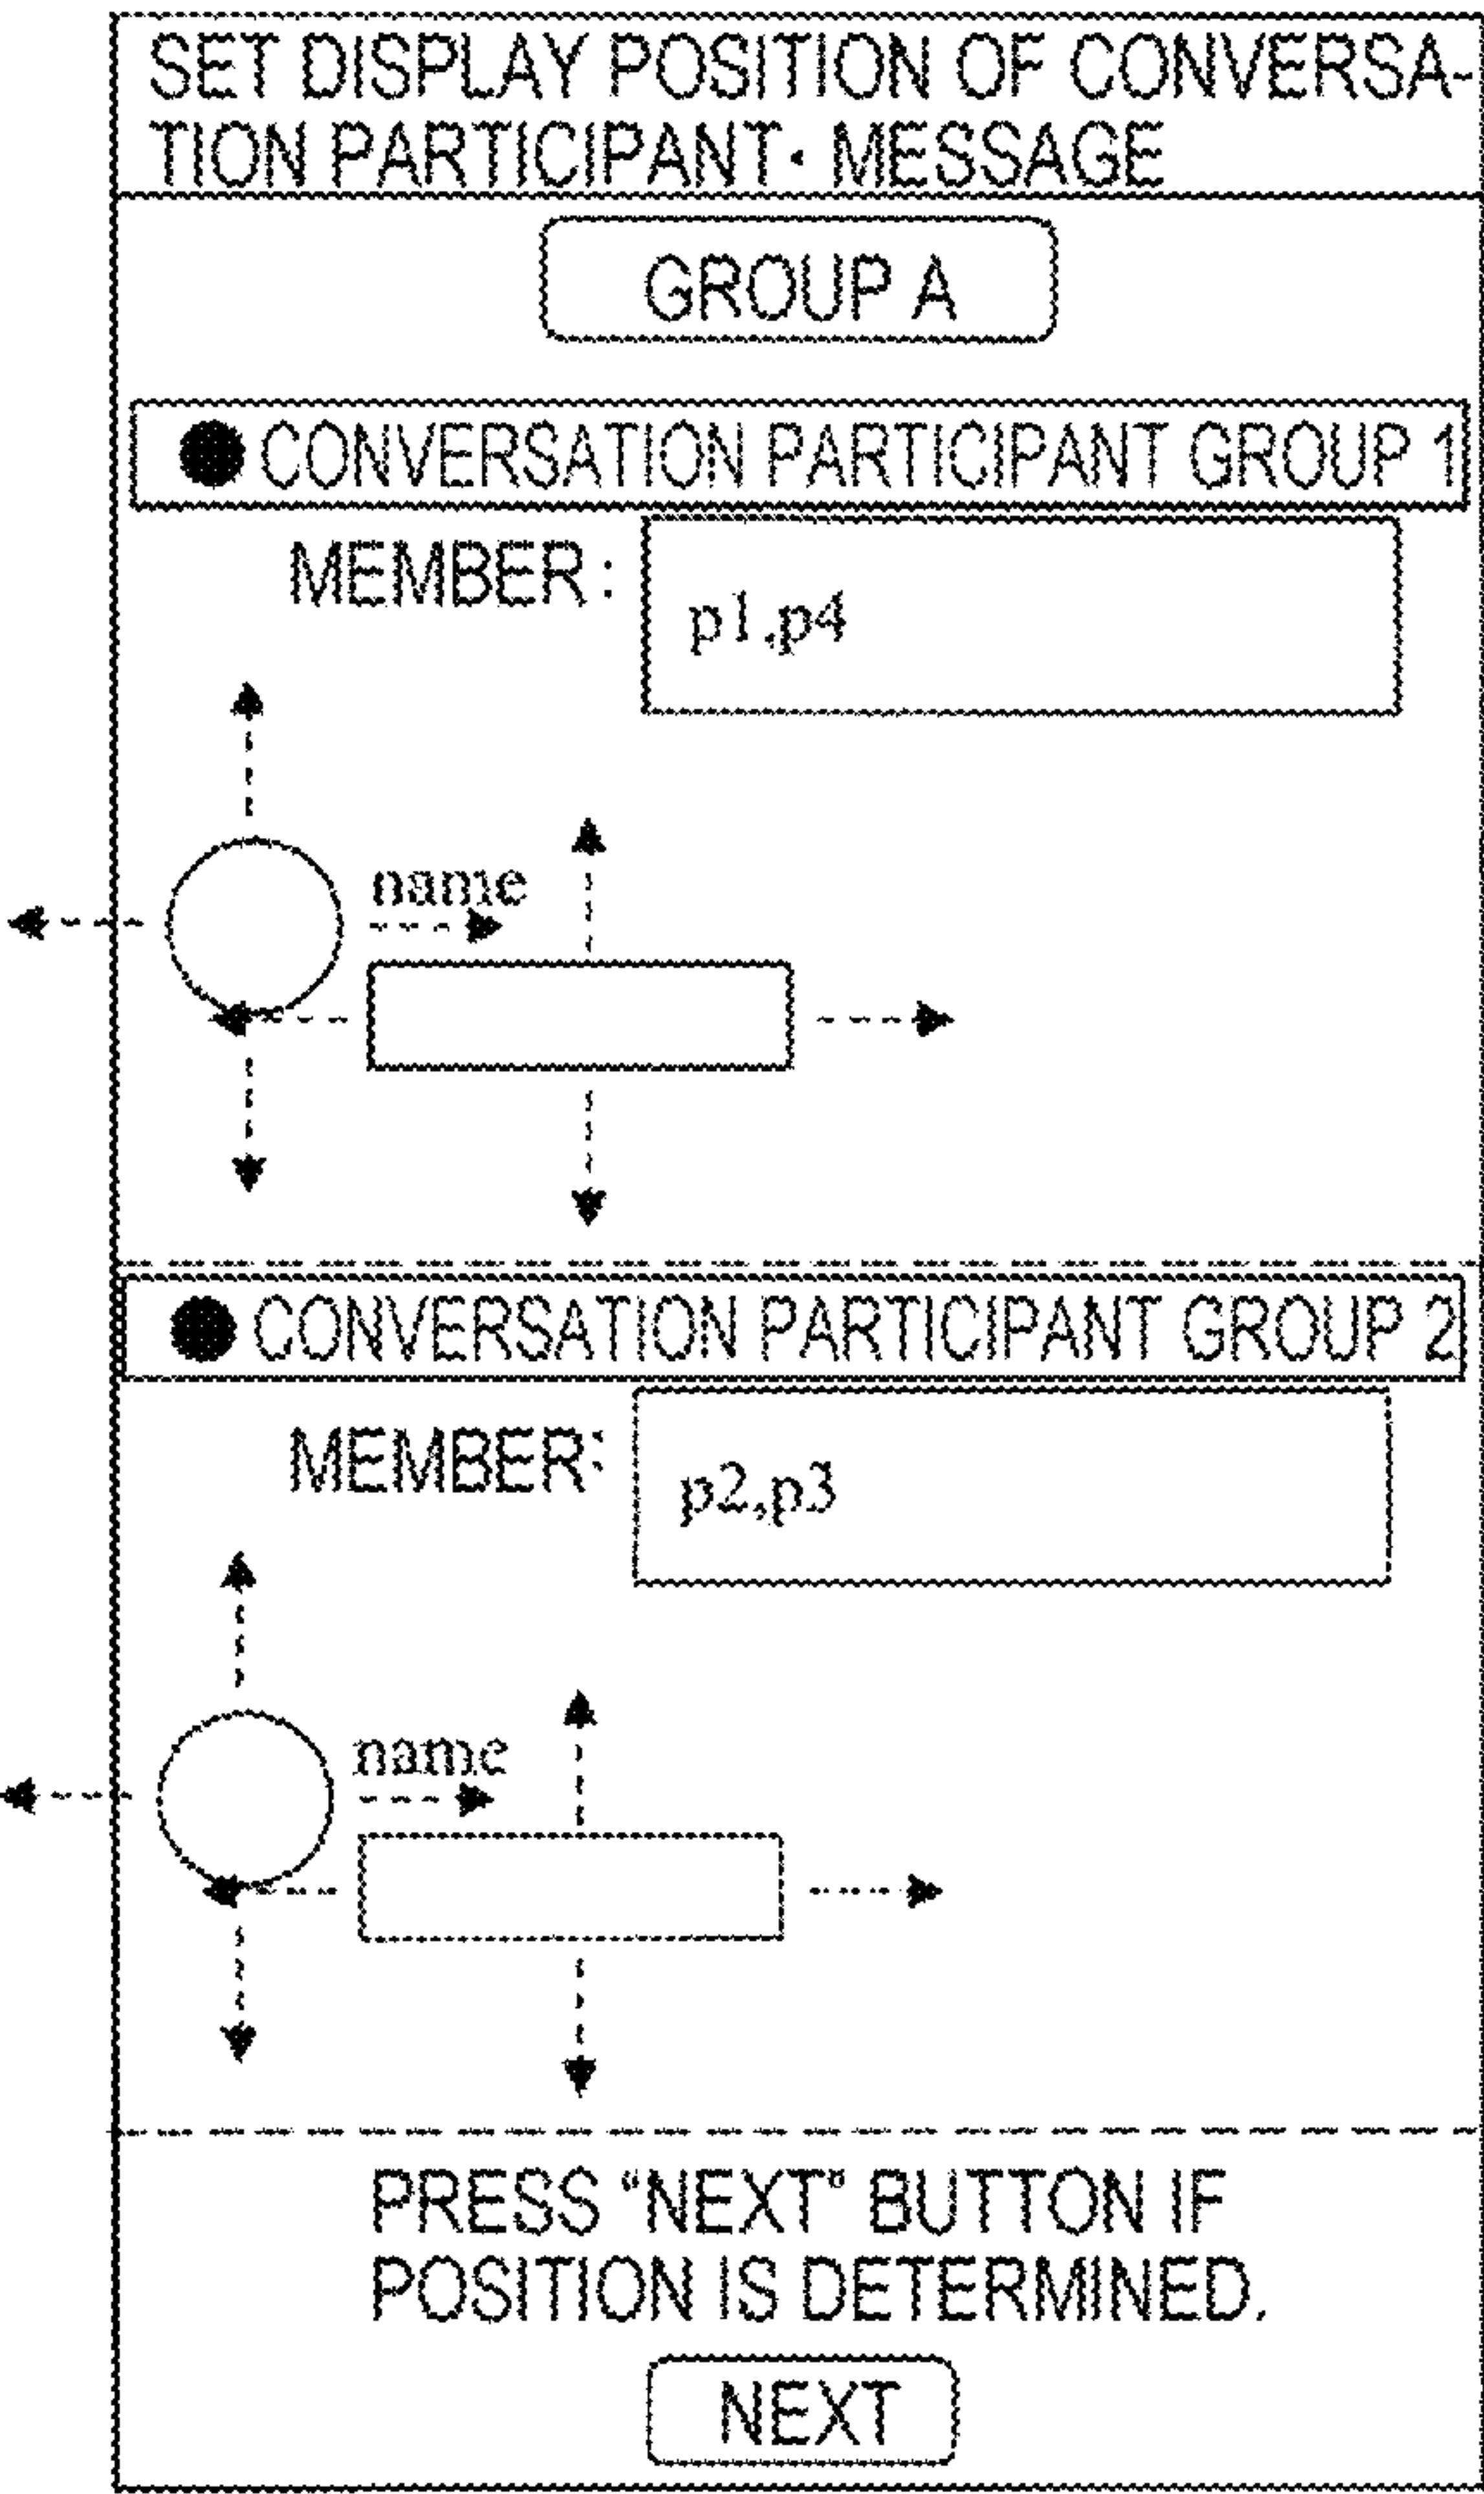 SET DISPLAY POSITION OF CONVERSA-
TION PARTICIPANT· MESSAGE
GROUP A
● CONVERSATION PARTICIPANT GROUP 1
MEMBER:
p1,p4
name
● CONVERSATION PARTICIPANT GROUP 2
MEMBER:
p2,p3
name
PRESS “NEXT” BUTTON IF
POSITION IS DETERMINED.
NEXT